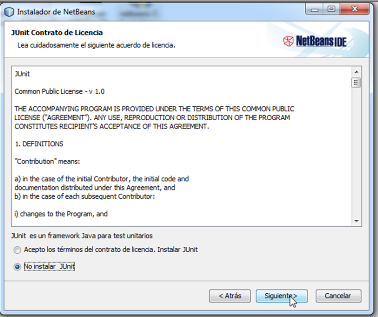 Instalador de NetBeans
JUnit Contrato de Licencia
Lea cuidadosamente el siguiente acuerdo de licencia.
NetBeans IDE
JUnit
Common Public License - v 1.0
THE ACCOMPANYING PROGRAM IS PROVIDED UNDER THE TERMS OF THIS COMMON PUBLIC
LICENSE ("AGREEMENT"). ANY USE, REPRODUCTION OR DISTRIBUTION OF THE PROGRAM
CONSTITUTES RECIPIENT'S ACCEPTANCE OF THIS AGREEMENT.
1. DEFINITIONS
"Contribution" means:
a) in the case of the initial Contributor, the initial code and
documentation distributed under this Agreement, and
b) in the case of each subsequent Contributor:
i) changes to the Program, and
JUnit es un framework Java para test unitarios
Acepto los términos del contrato de licencia. Instalar JUnit
No instalar JUnit
< Atrás
Siguiente >
Cancelar